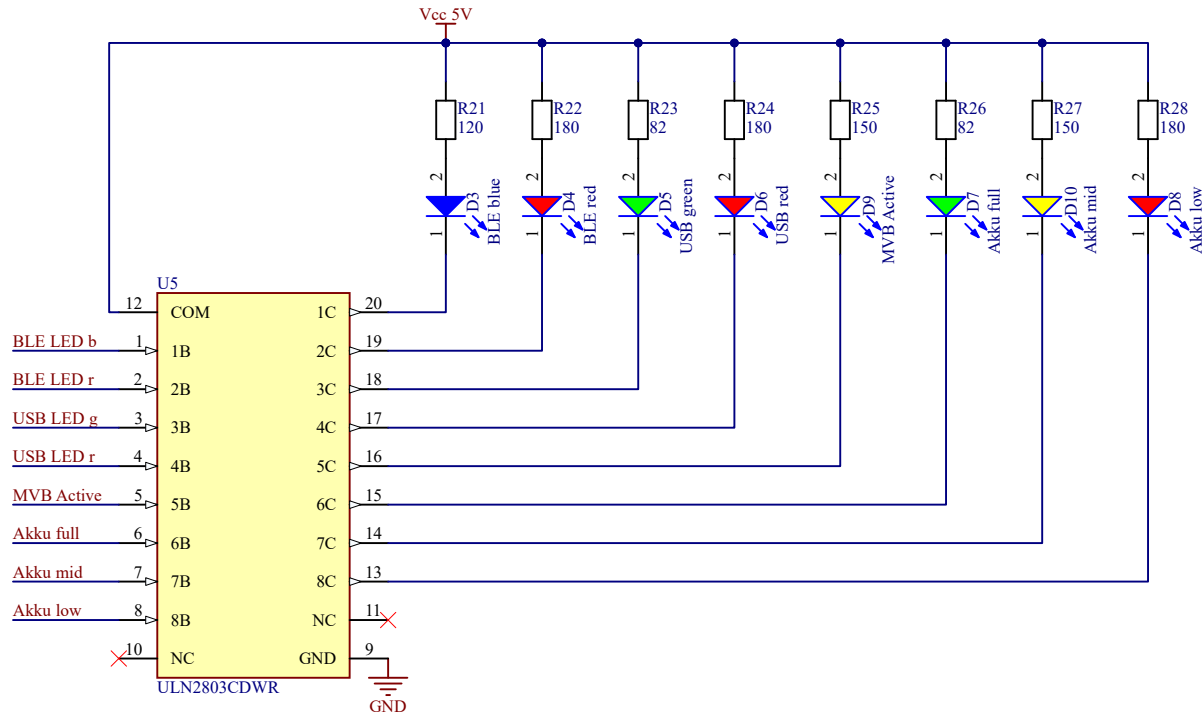 Vcc 5V
R21
120
R22
180
R23
82
R24
180
R25
150
R26
82
R27
150
R28
180
2
2
2
2
2
2
2
2
D3
BLE blue
D4
BLE red
D5
USB green
D6
USB red
D9
MVB Active
D7
Akku full
D10
Akku mid
D8
Akku low
1
1
1
1
1
1
1
1
U5
12 COM 1C 20
BLE LED b 1 1B 2C 19
BLE LED r 2 2B 3C 18
USB LED g 3 3B 4C 17
USB LED r 4 4B 5C 16
MVB Active 5 5B 6C 15
Akku full 6 6B 7C 14
Akku mid 7 7B 8C 13
Akku low 8 8B NC 11
10 NC GND 9
ULN2803CDWR
GND